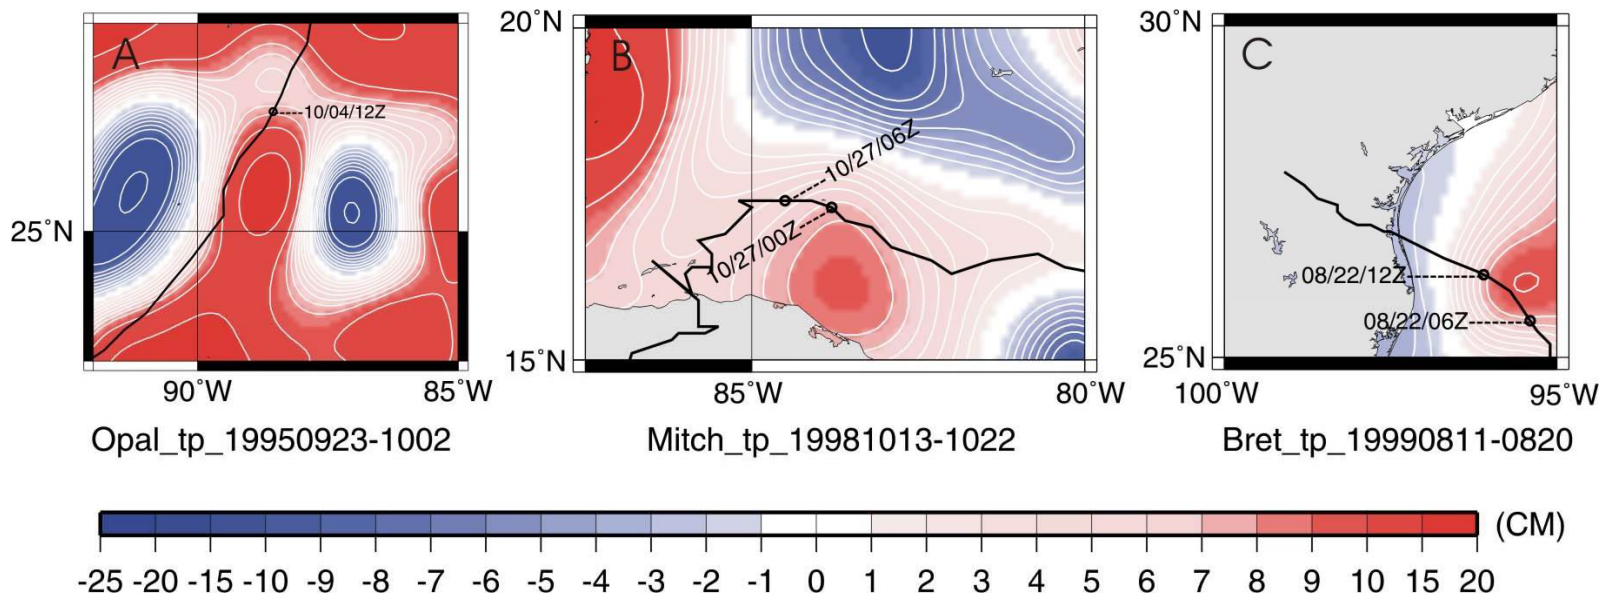 A
10/04/12Z
25°N
90°W
85°W
Opal_tp_19950923-1002
20°N
B
10/27/06Z
10/27/00Z
15°N
85°W
80°W
Mitch_tp_19981013-1022
30°N
C
08/22/12Z
08/22/06Z
25°N
100°W
95°W
Bret_tp_19990811-0820
(CM)
-25 -20 -15 -10 -9 -8 -7 -6 -5 -4 -3 -2 -1 0 1 2 3 4 5 6 7 8 9 10 15 20